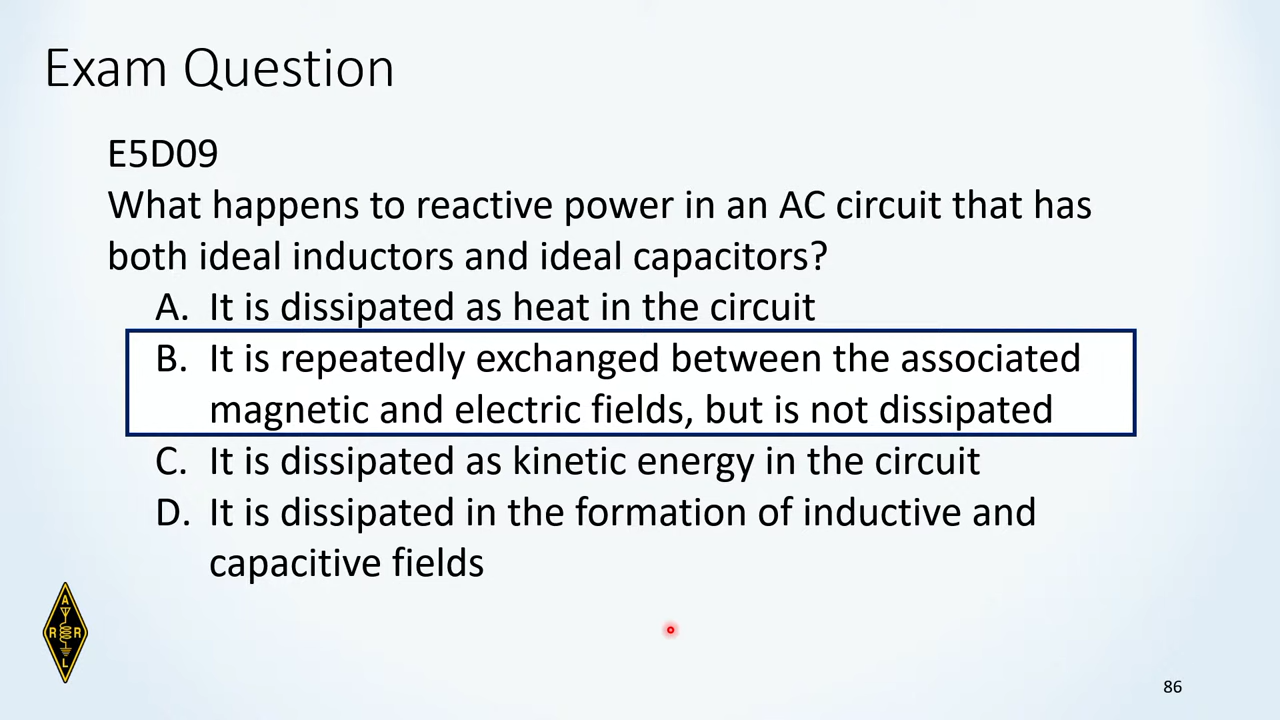 Exam Question
E5D09
What happens to reactive power in an AC circuit that has
both ideal inductors and ideal capacitors?
A. It is dissipated as heat in the circuit
B. It is repeatedly exchanged between the associated
magnetic and electric fields, but is not dissipated
C. It is dissipated as kinetic energy in the circuit
D. It is dissipated in the formation of inductive and
capacitive fields
A
R R
L
86